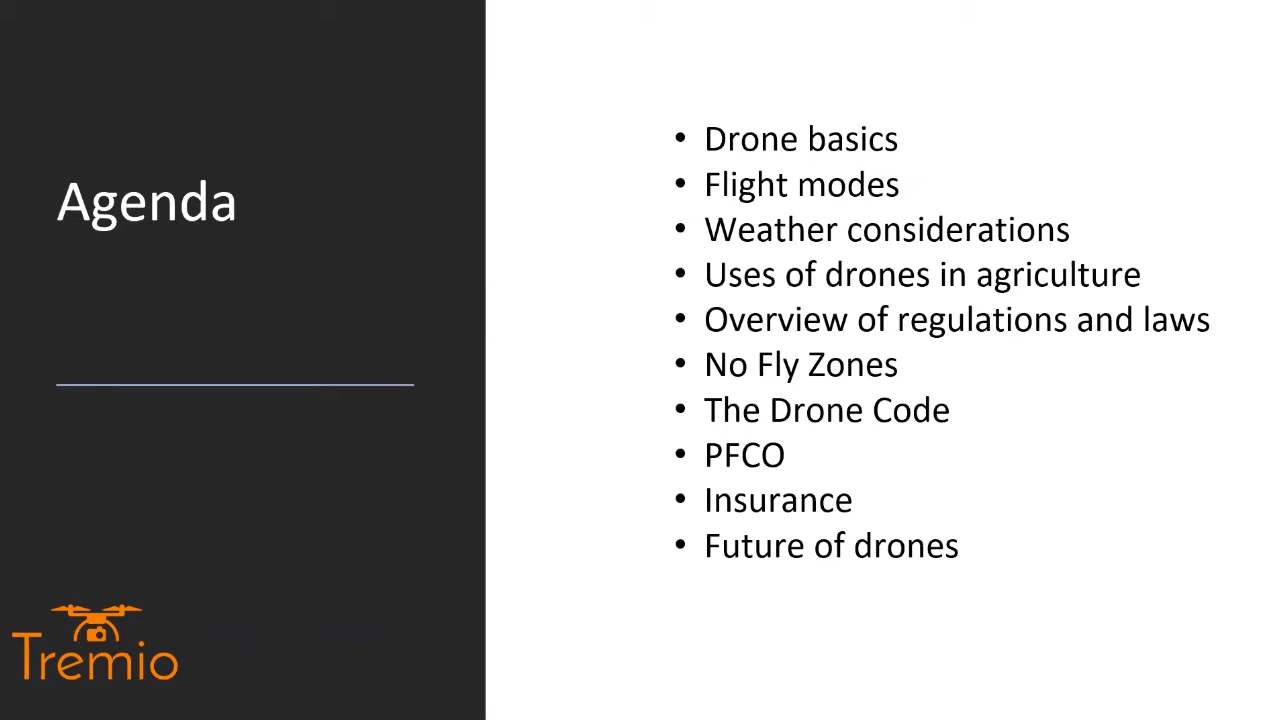 Agenda
• Drone basics
• Flight modes
• Weather considerations
• Uses of drones in agriculture
• Overview of regulations and laws
• No Fly Zones
• The Drone Code
• PFCO
• Insurance
• Future of drones
Tremio